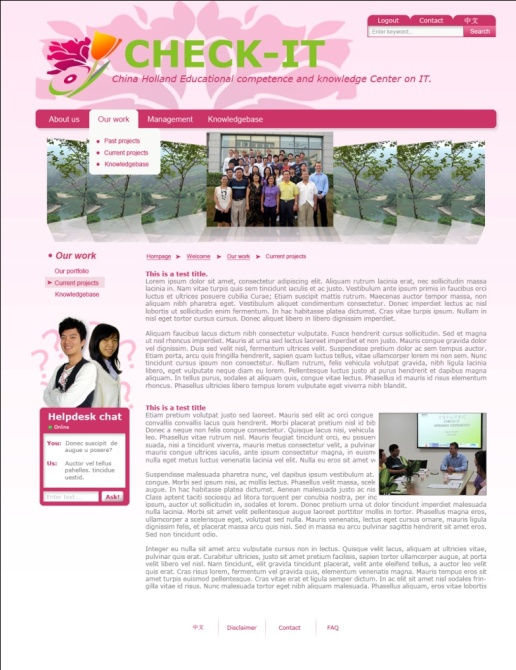 Logout Contact 中文
Enter keyword... Search
CHECK-IT
China Holland Educational competence and knowledge Center on IT.
About us Our work Management Knowledgebase
Past projects
Current projects
Knowledgebase
Our work
Our portfolio
Current projects
Knowledgebase
Hompage Welsome Our work Current projects
This is a test title.
Lorem ipsum dolor sit amet, consectetur adipiscing elit. Aliquam rutrum lacinia erat, nec sollicitudin massa
lacinia in. Nam vitae turpis quis sem tincidunt iaculis et ac justo. Vestibulum ante ipsum primis in faucibus orci
luctus et ultrices posuere cubilia Curae; Etiam suscipit mattis rutrum. Maecenas auctor tempor massa, non
aliquam nibh pharetra eget. Vestibulum aliquet condimentum consectetur. Donec imperdiet lectus ac nisl
lobortis ut sollicitudin enim fermentum. In hac habitasse platea dictumst. Cras vitae turpis ipsum. Nullam in
nisl eget tortor cursus cursus. Donec aliquet libero in libero dignissim imperdiet.
Aliquam faucibus lacus dictum nibh consectetur vulputate. Fusce hendrerit cursus sollicitudin. Sed et magna
ut nisl rhoncus imperdiet. Mauris at urna sed lectus laoreet imperdiet et non justo. Mauris congue gravida dolor
vel dignissim. Duis sed velit nisl, fermentum ultrices velit. Suspendisse pretium dolor ac sem tempus auctor.
Etiam porta, arcu quis fringilla hendrerit, sapien quam luctus tellus, vitae ullamcorper lorem mi non sem. Nunc
tincidunt cursus ipsum non consectetur. Nullam rutrum, felis vehicula volutpat gravida, nibh ligula lacinia
libero, eget vulputate neque diam eu lorem. Pellentesque luctus justo at purus hendrerit et dapibus magna
aliquam. In tellus purus, sodales at aliquam quis, congue vitae lectus. Phasellus id mauris id risus elementum
rhoncus. Phasellus ultricies libero tempus lorem vulputate eget viverra nibh blandit.
Helpdesk chat
Online
You: Donec suscipit de
augue u posere?
Us: Auctor vel tellus
pahelles. tincidue
uestid.
Enter text... Ask!
This is a test title
Etiam pretium volutpat justo sed laoreet. Mauris sed elit ac orci congue
convallis convallis lacus quis hendrerit. Morbi placerat pretium nisl id bib
Donec a neque non felis congue consectetur. Quisque lacus nisi, vehicula
leo. Phasellus vitae rutrum nisl. Mauris feugiat tincidunt orci, eu posuere
suada, nisi a tincidunt viverra, mauris metus consectetur velit, a pulvinar
mauris congue ultrices iaculis, ante ipsum consectetur magna, in euismod
nulla eget metus luctus venenatis lacinia vel elit. Nulla eu eros sit amet ve
Suspendisse malesuada pharetra nunc, vel dapibus ipsum vestibulum at.
congue. Morbi sed ipsum nisi, ac mollis lectus. Phasellus velit massa, scele
augue. In hac habitasse platea dictumst. Aenean malesuada justo ac nis
Class aptent taciti sociosqu ad litora torquent per conubia nostra, per inc
ipsum, auctor ut sollicitudin in, sodales et lorem. Donec pretium urna ut dolor tincidunt imperdiet malesuada
nulla lacinia. Morbi sit amet velit pellentesque augue laoreet porttitor mollis in tortor. Phasellus magna eros,
ullamcorper a scelerisque eget, volutpat sed nulla. Mauris venenatis, lectus eget cursus ornare, mauris ligula
dignissim felis, et placerat massa arcu quis nisi. Sed in massa eu arcu pulvinar sagittis hendrerit sit amet eros.
Sed non tincidunt odio.
Integer eu nulla sit amet arcu vulputate cursus non in lectus. Quisque velit lacus, aliquam at ultricies vitae,
pulvinar quis erat. Curabitur ultricies, justo sit amet pretium facilisis, sapien tortor ullamcorper augue, at porta
velit libero vel nisl. Nam tincidunt, elit gravida tincidunt placerat, velit ante eleifend tellus, a auctor leo velit
quis erat. Cras risus lorem, fermentum vel gravida quis, elementum venenatis magna. Mauris tempus eros sit
amet turpis euismod pellentesque. Cras vitae erat et ligula semper dictum. In ac elit sit amet nisl sodales frin-
gilla vitae id risus. Nunc malesuada tortor eget nibh aliquam malesuada. Phasellus aliquam, eros vitae lobortis
中文 Disclaimer Contact FAQ